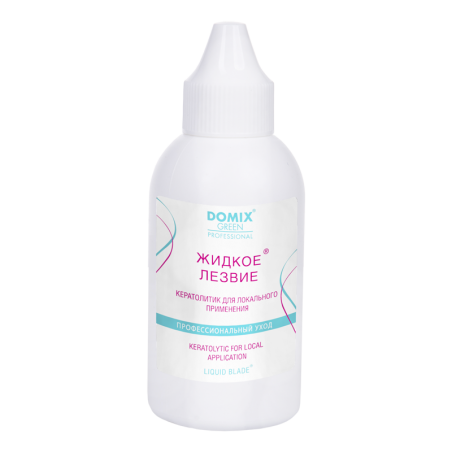 DOMIX®
GREEN
PROFESSIONAL
ЖИДКОЕ®
ЛЕЗВИЕ
КЕРАТОЛИТИК ДЛЯ ЛОКАЛЬНОГО
ПРИМЕНЕНИЯ
ПРОФЕССИОНАЛЬНЫЙ УХОД
KERATOLYTIC FOR LOCAL
APPLICATION
LIQUID BLADE®